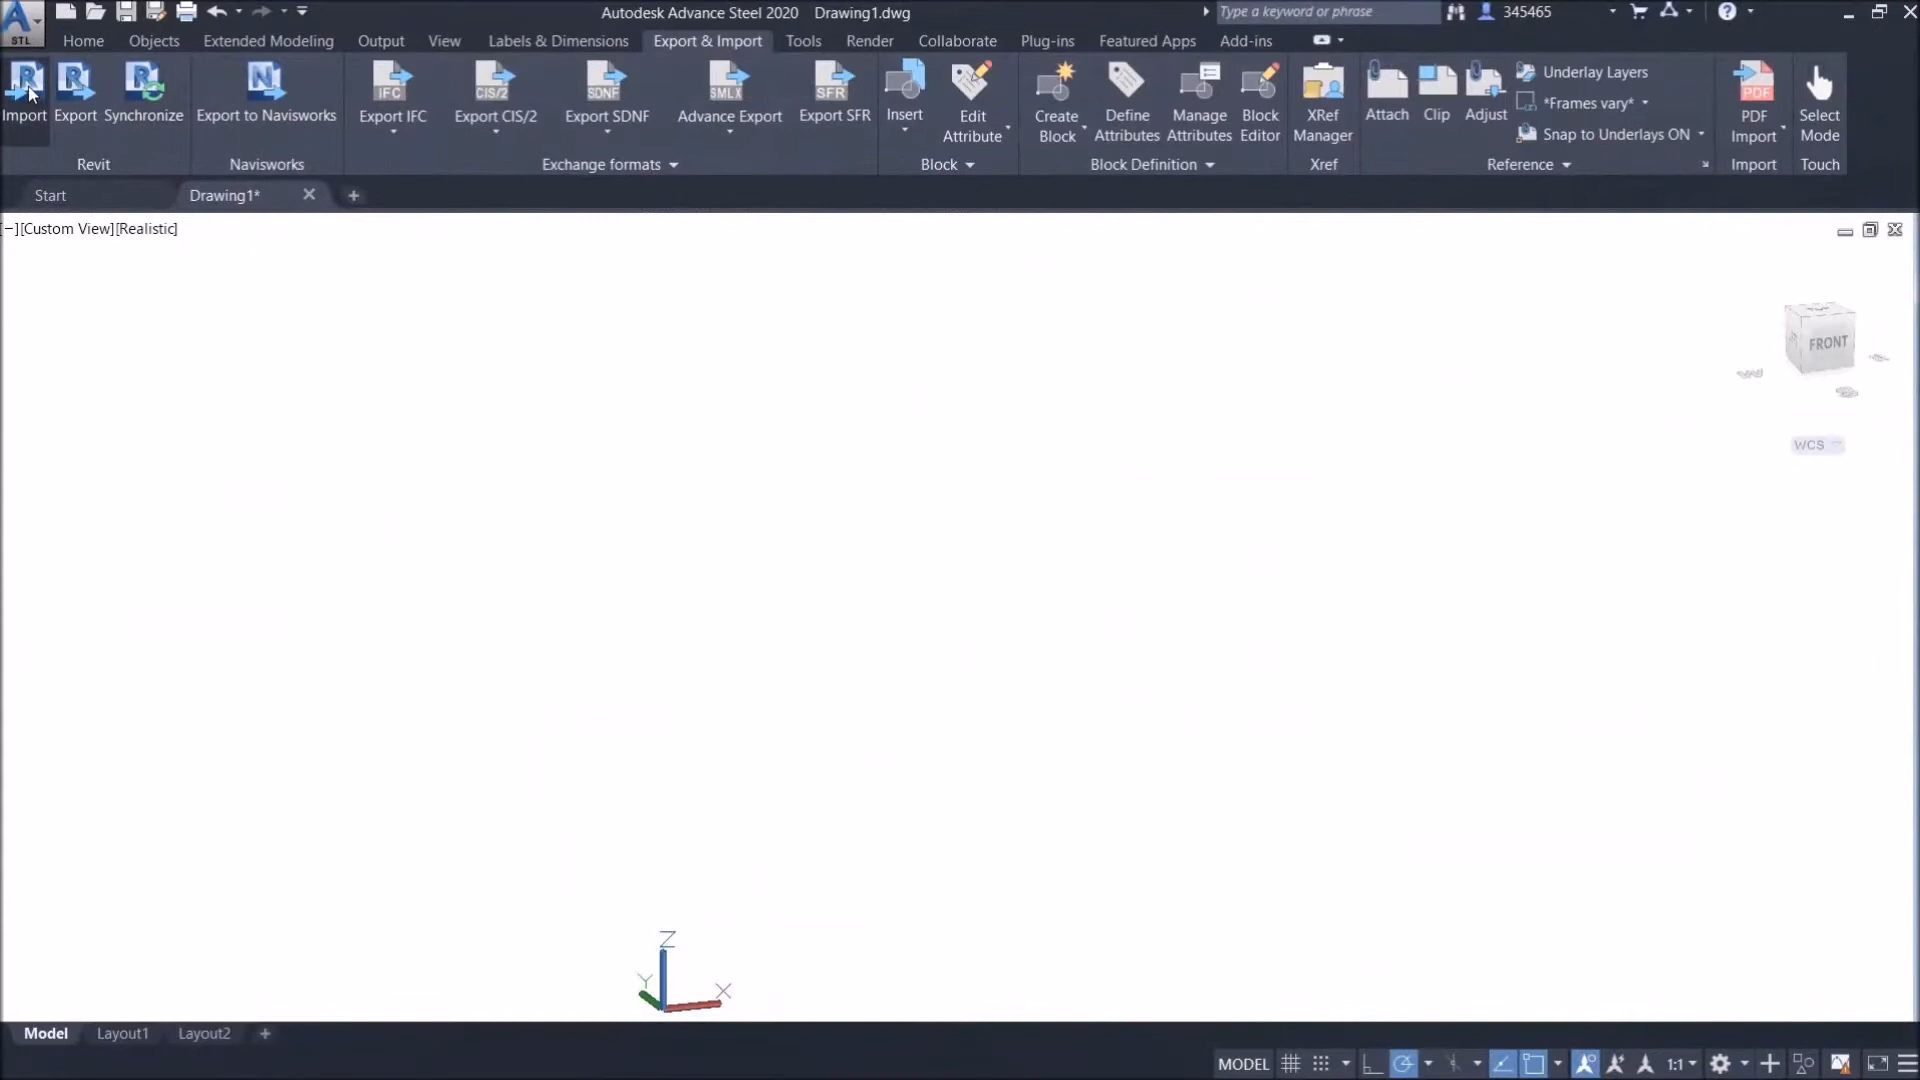 Autodesk Advance Steel 2020 Drawing1.dwg Type a keyword or phrase 345465
STL
Home Objects Extended Modeling Output View Labels & Dimensions Export & Import Tools Render Collaborate Plug-ins Featured Apps Add-ins
Import Export Synchronize Export to Navisworks Export IFC Export CIS/2 Export SDNF Advance Export Export SFR Insert Edit Attribute Create Block Define Attributes Manage Attributes Block Editor XRef Manager Attach Clip Adjust PDF Import Select Mode
IFC CIS/2 SDNF SMLX SFR PDF
Underlay Layers
*Frames vary*
Snap to Underlays ON
Revit Navisworks Exchange formats Block Block Definition Xref Reference Import Touch
Start Drawing1*
[−][Custom View][Realistic]
FRONT
WCS
Z
Y
X
Model Layout1 Layout2
MODEL 1:1